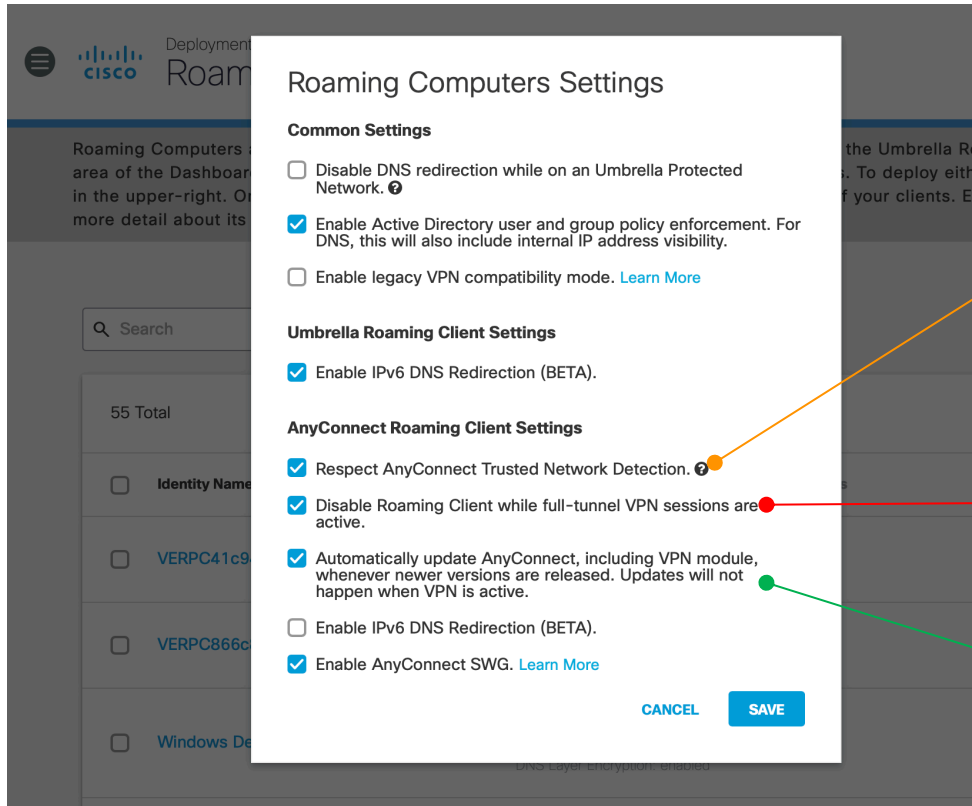 Deployment
CISCO
Roam
Roaming Computers Settings
Common Settings
Disable DNS redirection while on an Umbrella Protected
Network. ?
Enable Active Directory user and group policy enforcement. For
DNS, this will also include internal IP address visibility.
Enable legacy VPN compatibility mode. Learn More
Umbrella Roaming Client Settings
Enable IPv6 DNS Redirection (BETA).
AnyConnect Roaming Client Settings
Respect AnyConnect Trusted Network Detection. ?
Disable Roaming Client while full-tunnel VPN sessions are
active.
Automatically update AnyConnect, including VPN module,
whenever newer versions are released. Updates will not
happen when VPN is active.
Enable IPv6 DNS Redirection (BETA).
Enable AnyConnect SWG. Learn More
CANCEL
SAVE
Roaming Computers
the Umbrella R
area of the Dashboar
s. To deploy eith
in the upper-right. Or
f your clients. E
more detail about its
Search
55 Total
Identity Name
s
VERPC41c9
VERPC866c
Windows De
DNS Layer Encryption: enabled